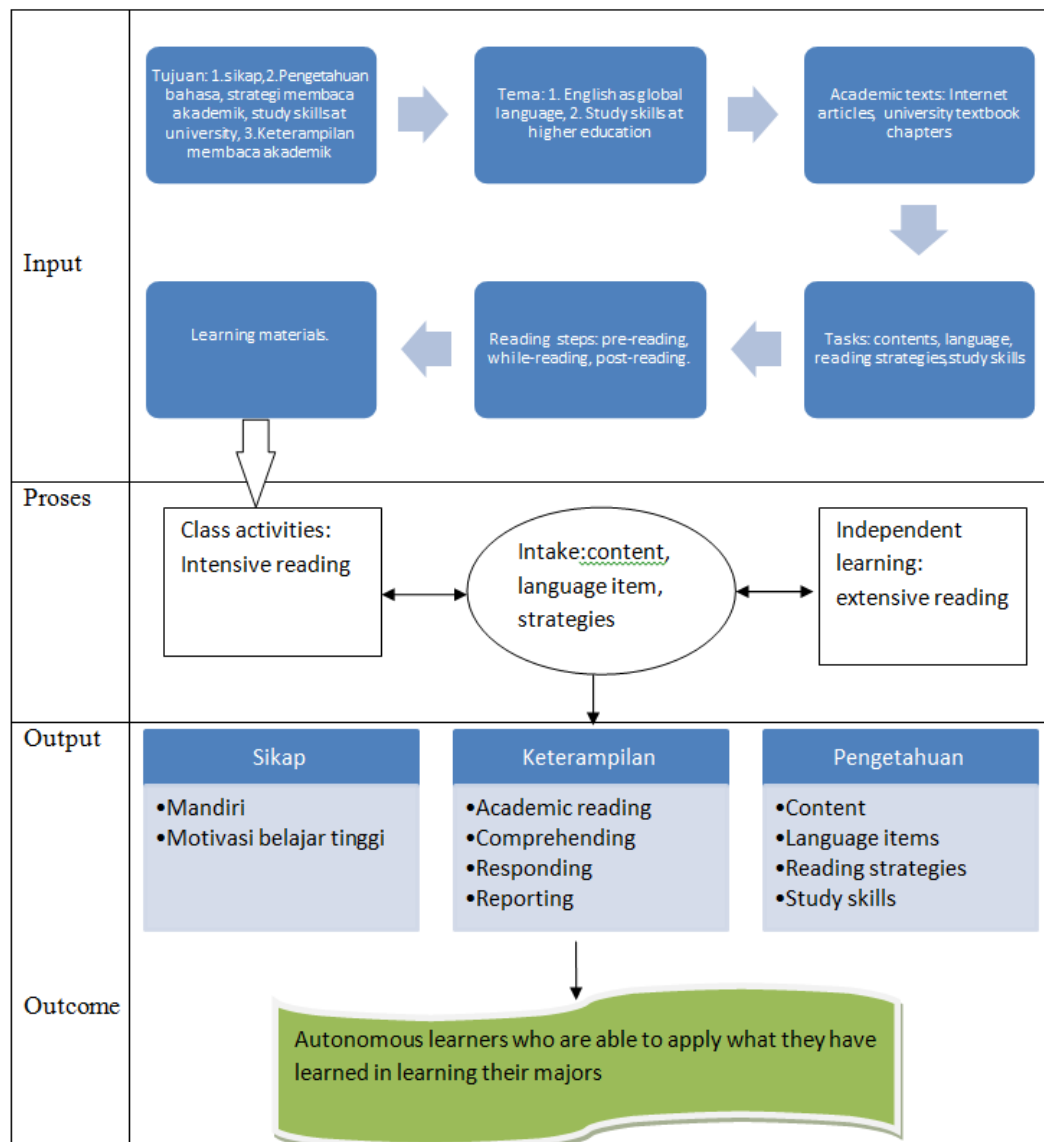 Input
Tujuan: 1.sikap,2.Pengetahuan
bahasa, strategi membaca
akademik, study skills at
university, 3.Keterampilan
membaca akademik
Tema: 1. English as global
language, 2. Study skills at
higher education
Academic texts: Internet
articles, university textbook
chapters
Tasks: contents, language,
reading strategies,study skills
Reading steps: pre-reading,
while-reading, post-reading.
Learning materials.
Proses
Class activities:
Intensive reading
Intake:content,
language item,
strategies
Independent
learning:
extensive reading
Output
Sikap
•Mandiri
•Motivasi belajar tinggi
Keterampilan
•Academic reading
•Comprehending
•Responding
•Reporting
Pengetahuan
•Content
•Language items
•Reading strategies
•Study skills
Outcome
Autonomous learners who are able to apply what they have
learned in learning their majors